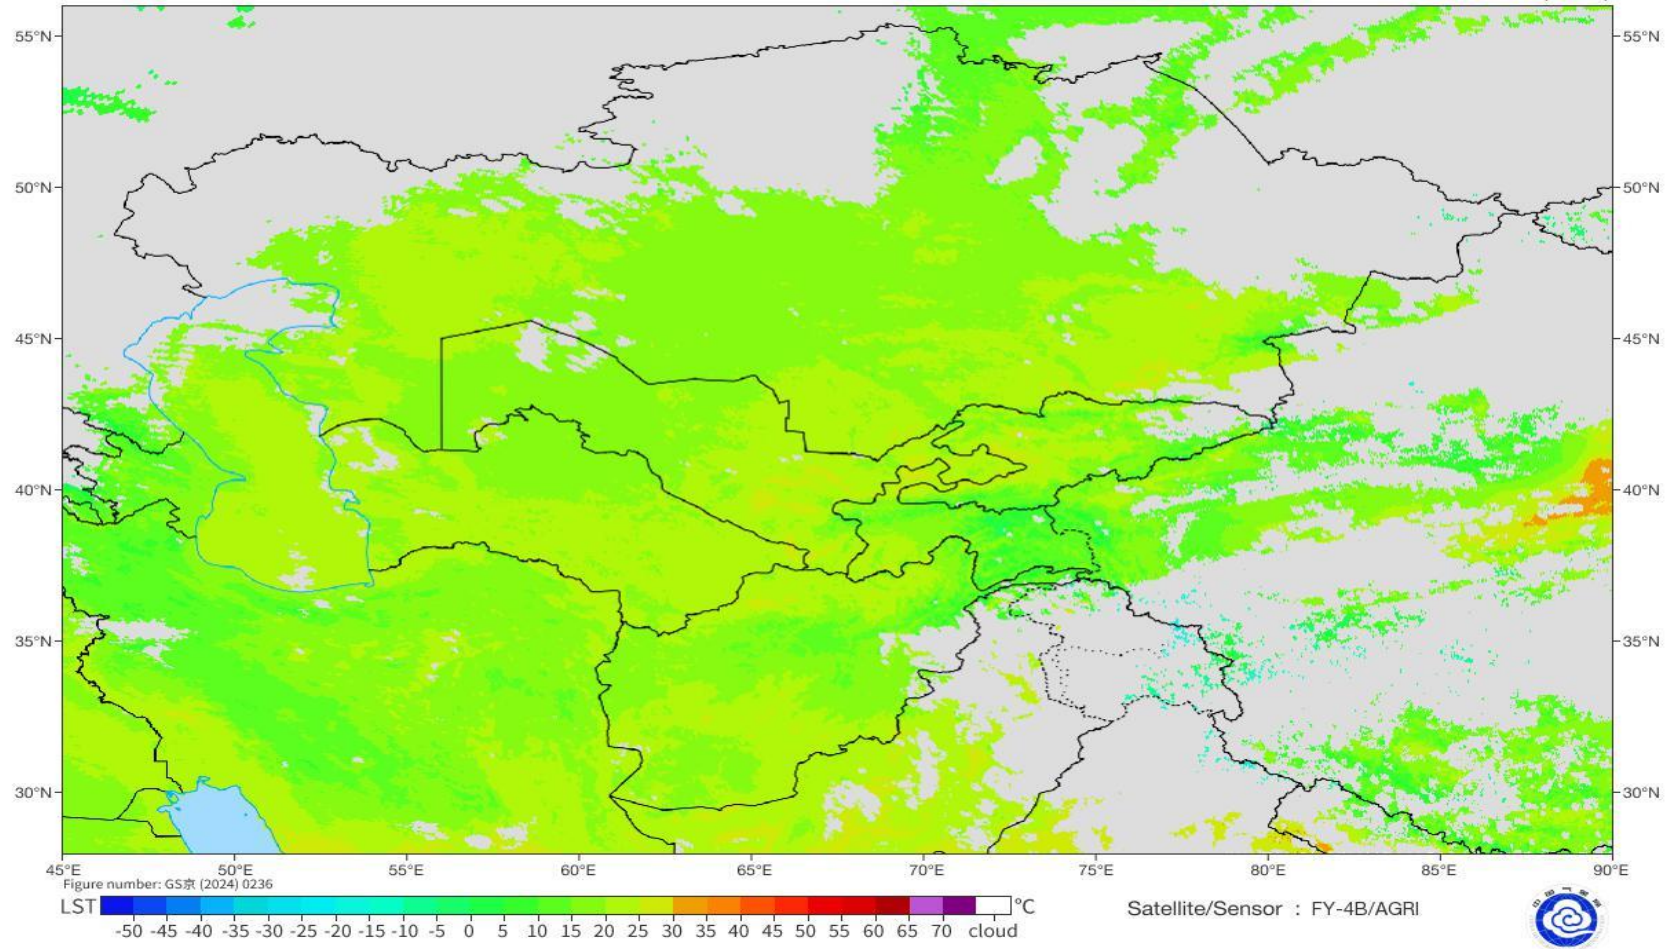 55°N 55°N
50°N 50°N
45°N 45°N
40°N 40°N
35°N 35°N
30°N 30°N
45°E 50°E 55°E 60°E 65°E 70°E 75°E 80°E 85°E 90°E
Figure number: GS京 (2024) 0236
LST °C
-50 -45 -40 -35 -30 -25 -20 -15 -10 -5 0 5 10 15 20 25 30 35 40 45 50 55 60 65 70 cloud
Satellite/Sensor : FY-4B/AGRI